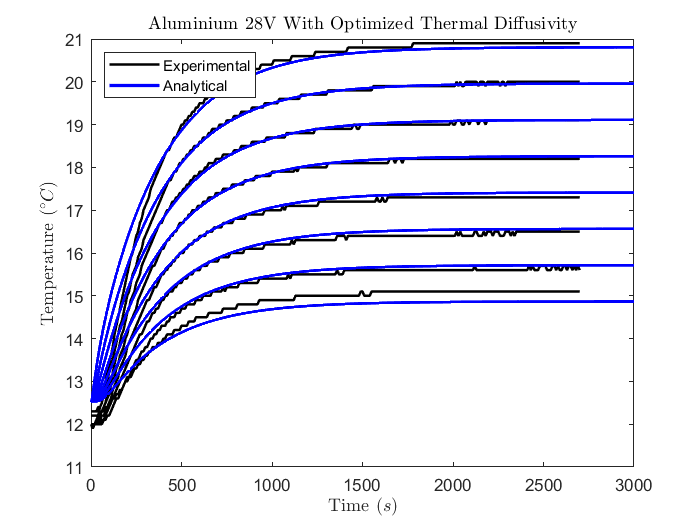 Aluminium 28V With Optimized Thermal Diffusivity
21
20
19
18
17
16
15
14
13
12
11
Temperature (°C)
Experimental
Analytical
0 500 1000 1500 2000 2500 3000
Time (s)